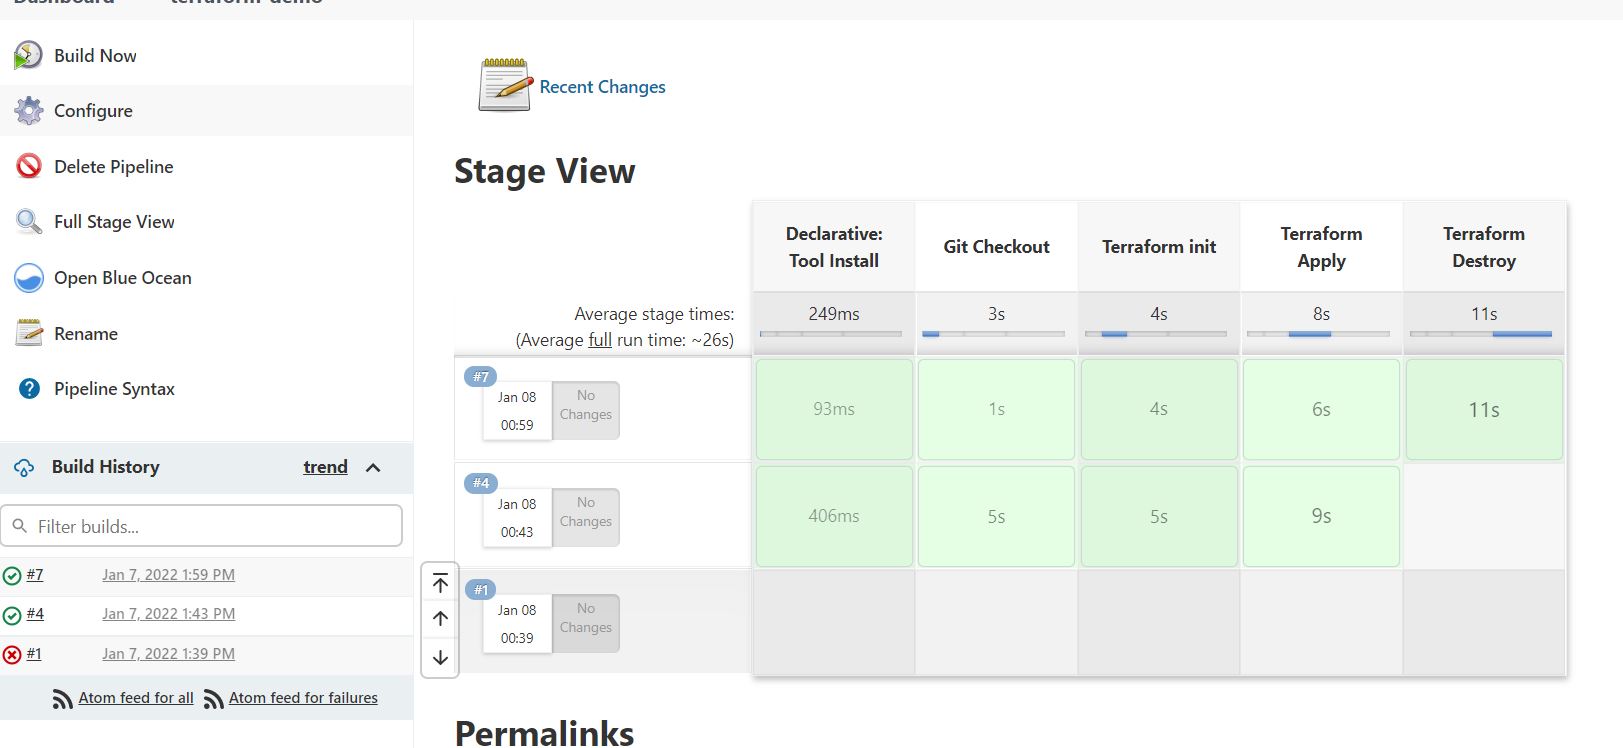 Dashboard terraform-demo
Build Now
Configure
Delete Pipeline
Full Stage View
Open Blue Ocean
Rename
Pipeline Syntax
Build History trend
Filter builds...
#7 Jan 7, 2022 1:59 PM
#4 Jan 7, 2022 1:43 PM
#1 Jan 7, 2022 1:39 PM
Atom feed for all Atom feed for failures
Recent Changes
Stage View
Declarative:
Tool Install
Git Checkout
Terraform init
Terraform
Apply
Terraform
Destroy
Average stage times:
(Average full run time: ~26s)
249ms 3s 4s 8s 11s
#7
Jan 08
00:59
No
Changes
93ms 1s 4s 6s 11s
#4
Jan 08
00:43
No
Changes
406ms 5s 5s 9s
#1
Jan 08
00:39
No
Changes
Permalinks